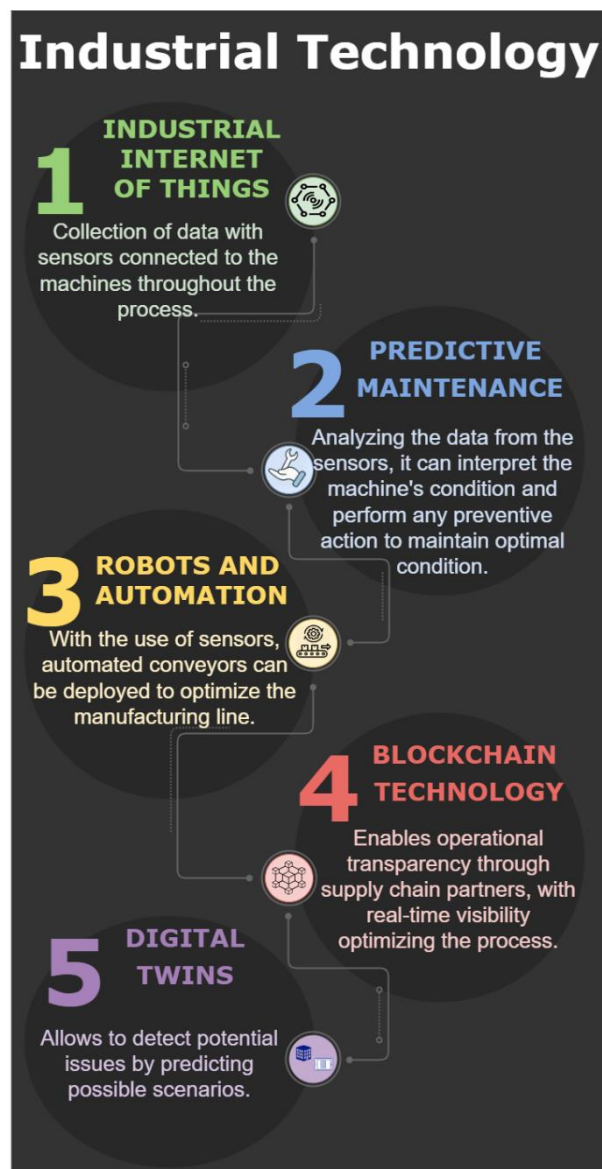 Industrial Technology
1
INDUSTRIAL
INTERNET
OF THINGS
Collection of data with
sensors connected to the
machines throughout the
process.
2
PREDICTIVE
MAINTENANCE
Analyzing the data from the
sensors, it can interpret the
machine's condition and
perform any preventive
action to maintain optimal
condition.
3
ROBOTS AND
AUTOMATION
With the use of sensors,
automated conveyors can
be deployed to optimize the
manufacturing line.
4
BLOCKCHAIN
TECHNOLOGY
Enables operational
transparency through
supply chain partners, with
real-time visibility
optimizing the process.
5
DIGITAL
TWINS
Allows to detect potential
issues by predicting
possible scenarios.